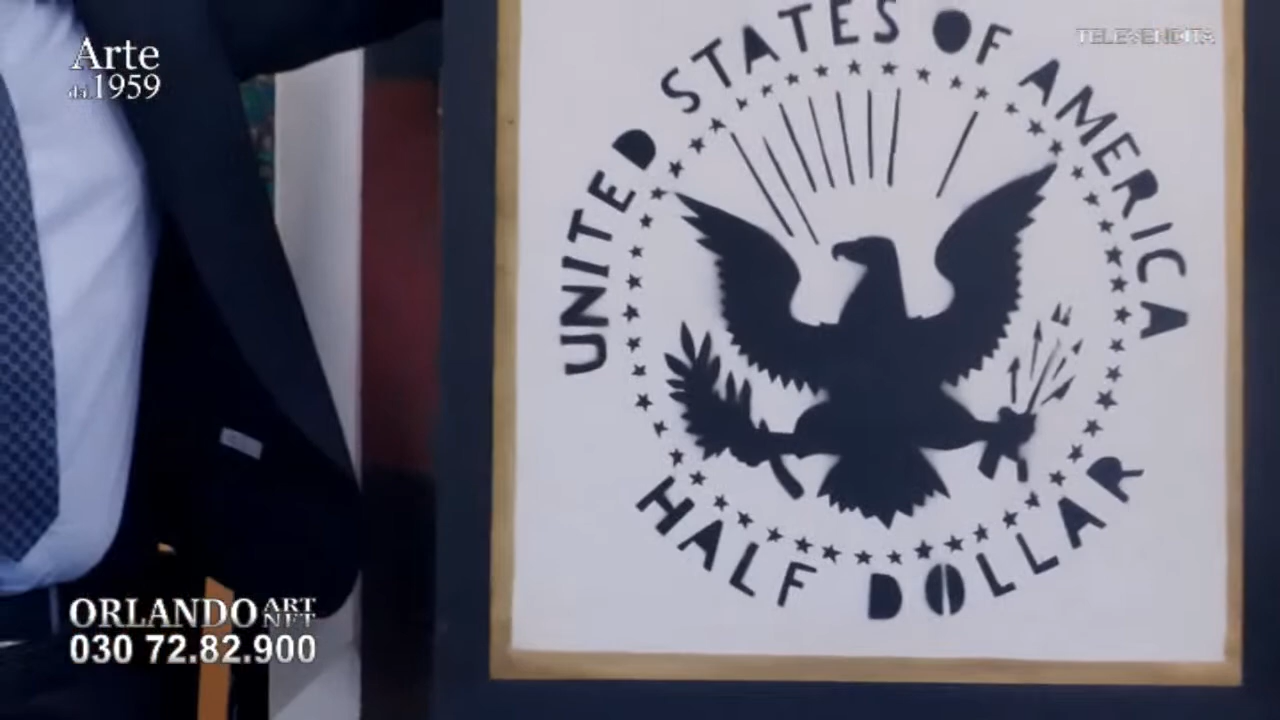 Arte
dal 1959
TELEVENDITA
UNITED STATES OF AMERICA
HALF DOLLAR
ORLANDO ART NET
030 72.82.900